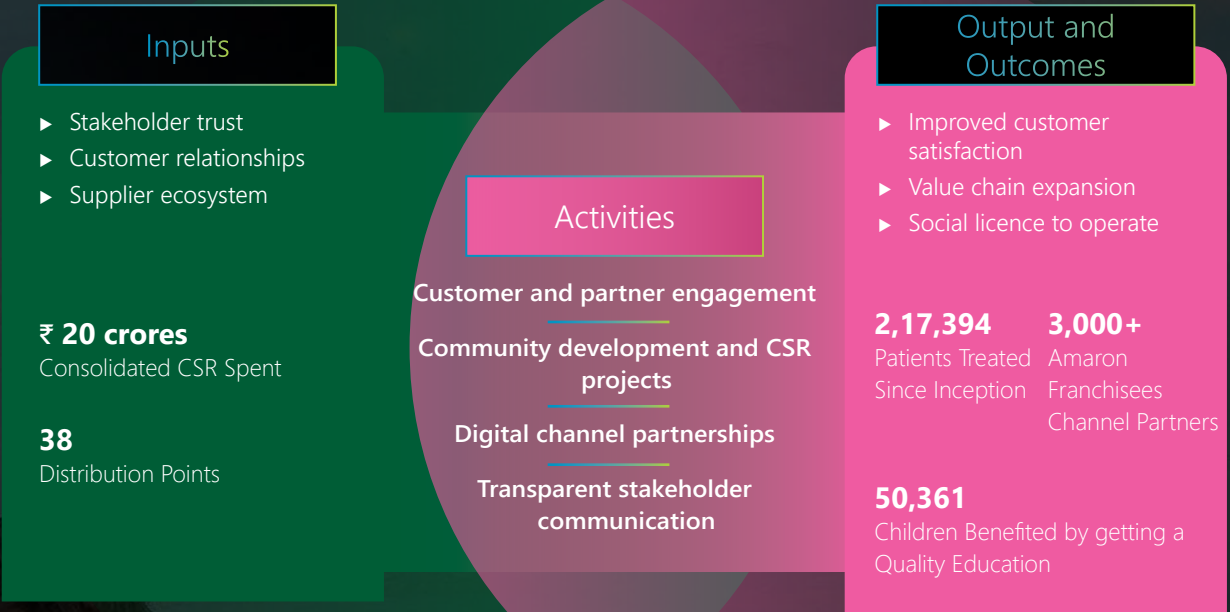 Inputs
▶ Stakeholder trust
▶ Customer relationships
▶ Supplier ecosystem
₹ 20 crores
Consolidated CSR Spent
38
Distribution Points
Activities
Customer and partner engagement
Community development and CSR
projects
Digital channel partnerships
Transparent stakeholder
communication
Output and
Outcomes
▶ Improved customer
satisfaction
▶ Value chain expansion
▶ Social licence to operate
2,17,394
Patients Treated
Since Inception
3,000+
Amaron
Franchisees
Channel Partners
50,361
Children Benefited by getting a
Quality Education